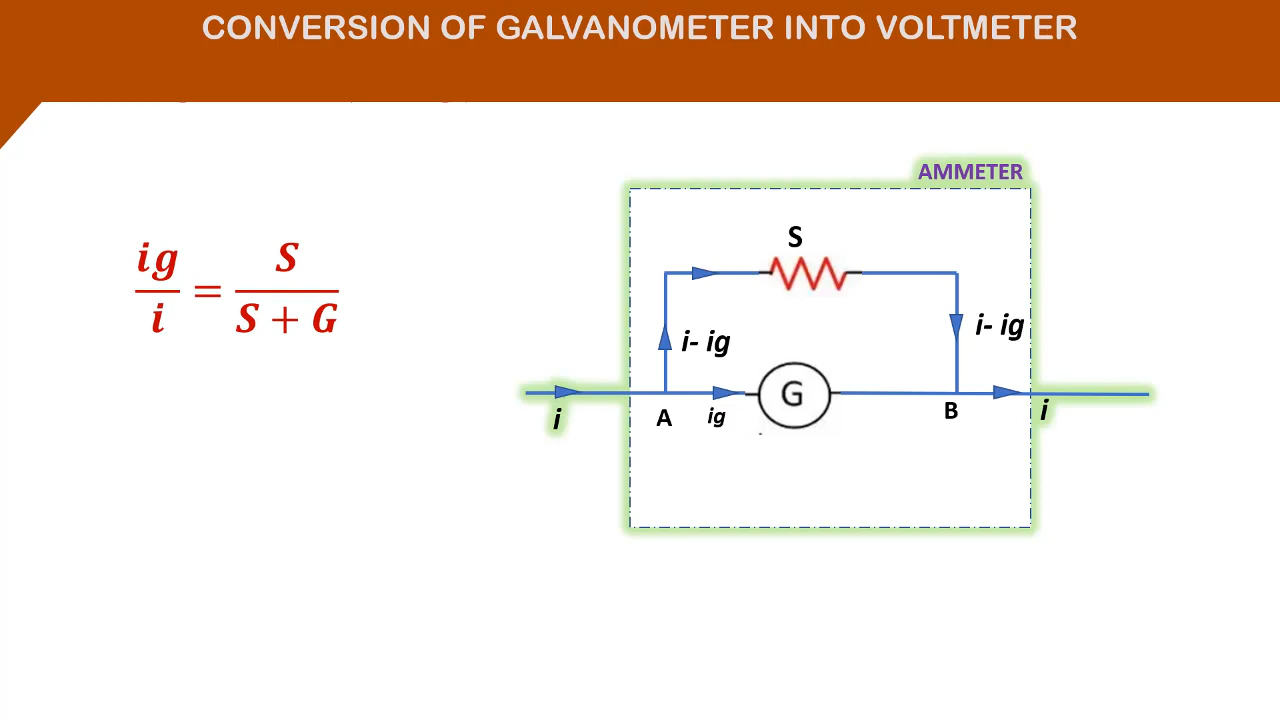 CONVERSION OF GALVANOMETER INTO VOLTMETER
AMMETER
S
ig/i = S/(S + G)
i- ig
i- ig
G
i
A
ig
B
i